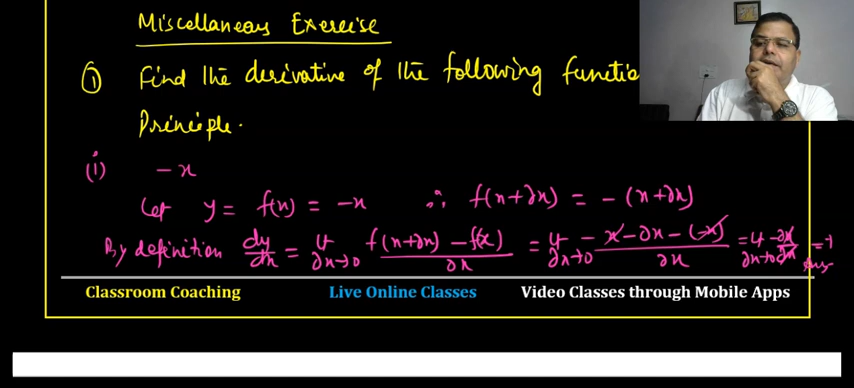 Miscellaneous Exercise
① Find the derivative of the following functio
Principle.
(i) -x
Let y = f(x) = -x ∴ f(x+∂x) = -(x+∂x)
By definition dy/dx = Lt ∂x→0 f(x+∂x) - f(x)/∂x = Lt ∂x→0 -x-∂x-(-x)/∂x = Lt ∂x→0 -∂x/∂x = -1
Ans
Classroom Coaching Live Online Classes Video Classes through Mobile Apps